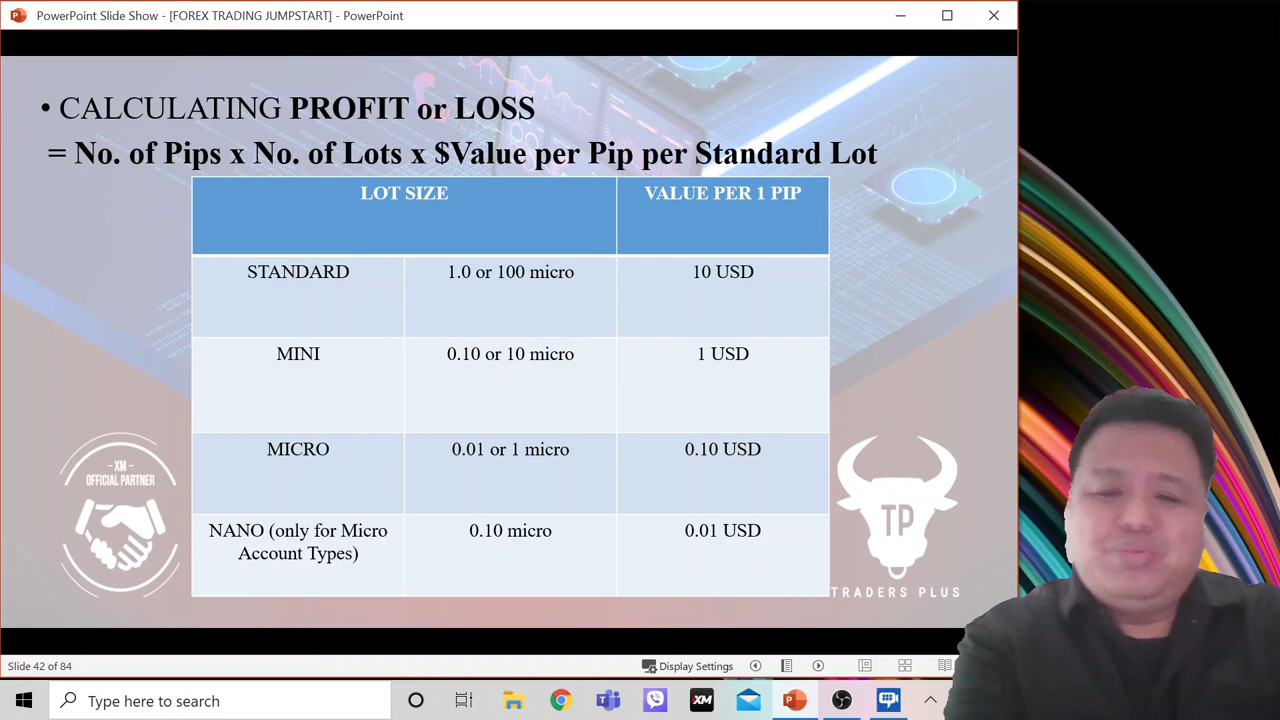 PowerPoint Slide Show - [FOREX TRADING JUMPSTART] - PowerPoint
• CALCULATING PROFIT or LOSS
= No. of Pips x No. of Lots x $Value per Pip per Standard Lot
LOT SIZE VALUE PER 1 PIP
STANDARD 1.0 or 100 micro 10 USD
MINI 0.10 or 10 micro 1 USD
MICRO 0.01 or 1 micro 0.10 USD
NANO (only for Micro 0.10 micro 0.01 USD
Account Types)
- XM -
OFFICIAL PARTNER
TP
TRADERS PLUS
Slide 42 of 84
Display Settings
Type here to search
XM